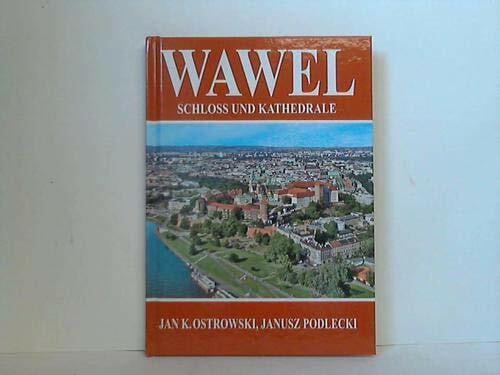 WAWEL
SCHLOSS UND KATHEDRALE
JAN K. OSTROWSKI, JANUSZ PODLECKI